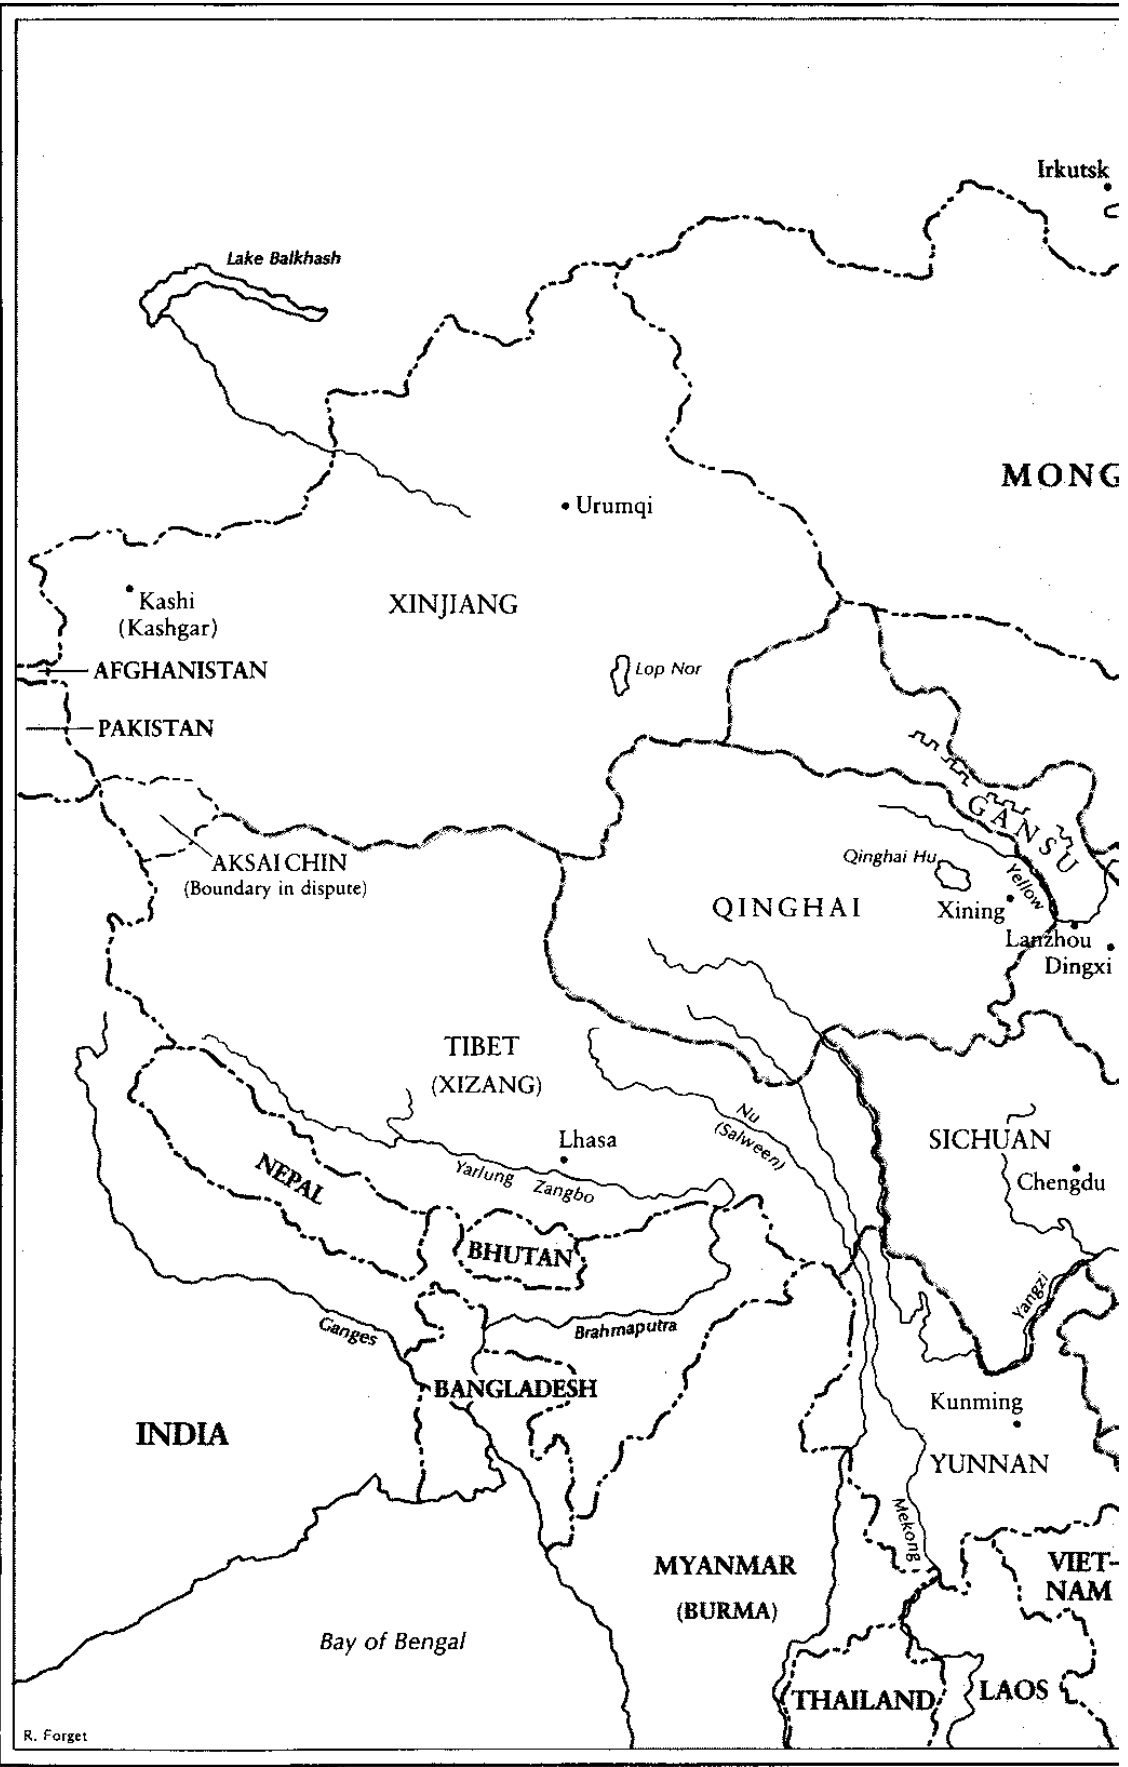 Irkutsk
Lake Balkhash
MONG
Urumqi
Kashi
(Kashgar)
XINJIANG
AFGHANISTAN
Lop Nor
PAKISTAN
GANSU
AKSAI CHIN
(Boundary in dispute)
Qinghai Hu
Yellow
QINGHAI
Xining
Lanzhou
Dingxi
TIBET
(XIZANG)
Nu
(Salween)
Lhasa
SICHUAN
Chengdu
NEPAL
Yarlung Zangbo
BHUTAN
Yangzi
Ganges
Brahmaputra
BANGLADESH
Kunming
INDIA
YUNNAN
Mekong
MYANMAR
(BURMA)
VIET-
NAM
Bay of Bengal
THAILAND
LAOS
R. Forget